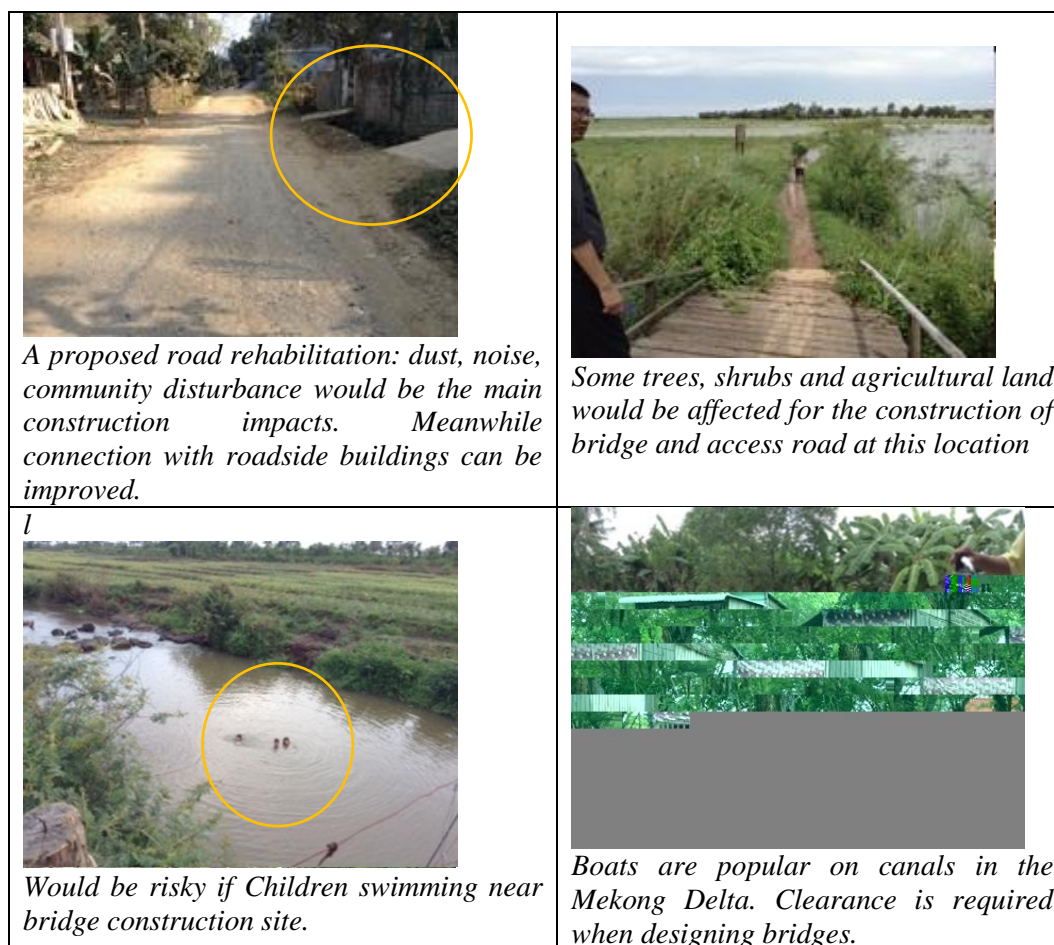 A proposed road rehabilitation: dust, noise,
community disturbance would be the main
construction impacts. Meanwhile
connection with roadside buildings can be
improved.
Some trees, shrubs and agricultural land
would be affected for the construction of
bridge and access road at this location
l
Would be risky if Children swimming near
bridge construction site.
Boats are popular on canals in the
Mekong Delta. Clearance is required
when designing bridges.